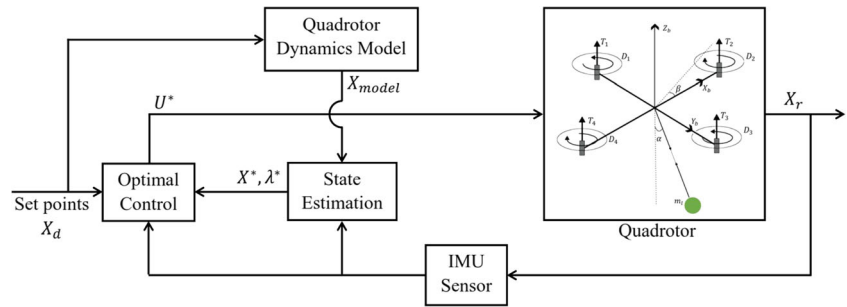 Quadrotor
Dynamics Model
X_model
U*
Set points
X_d
Optimal
Control
X*, λ*
State
Estimation
IMU
Sensor
Z_b
T_1
D_1
T_2
D_2
β
X_b
T_4
D_4
T_3
Y_b
D_3
α
m_l
Quadrotor
X_r